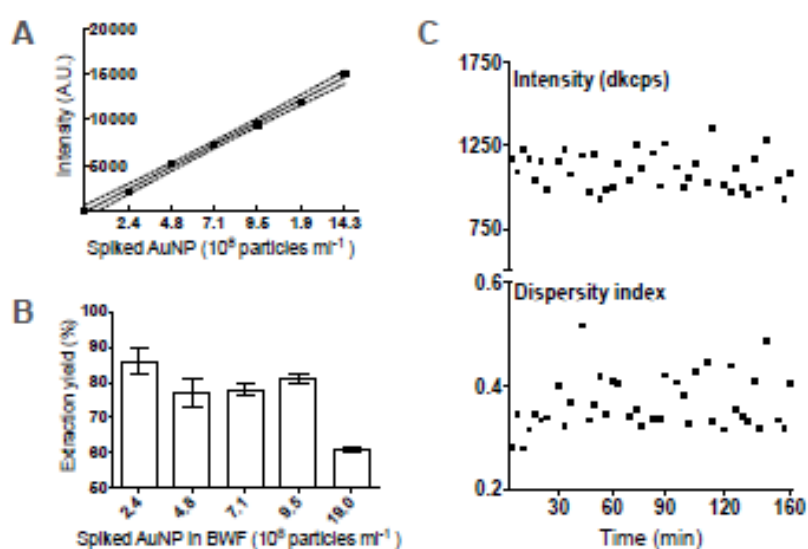 A
20000
15000
10000
5000
Intensity (A.U.)
2.4 4.8 7.1 9.5 1.9 14.3
Spiked AuNP (10⁸ particles ml⁻¹)
B
100
90
80
70
60
50
Extraction yield (%)
2.4 4.8 7.1 9.5 19.0
Spiked AuNP in BWF (10⁸ particles ml⁻¹)
C
1750
Intensity (dkcps)
1250
750
0.6
Dispersity index
0.4
0.2
30 60 90 120 160
Time (min)